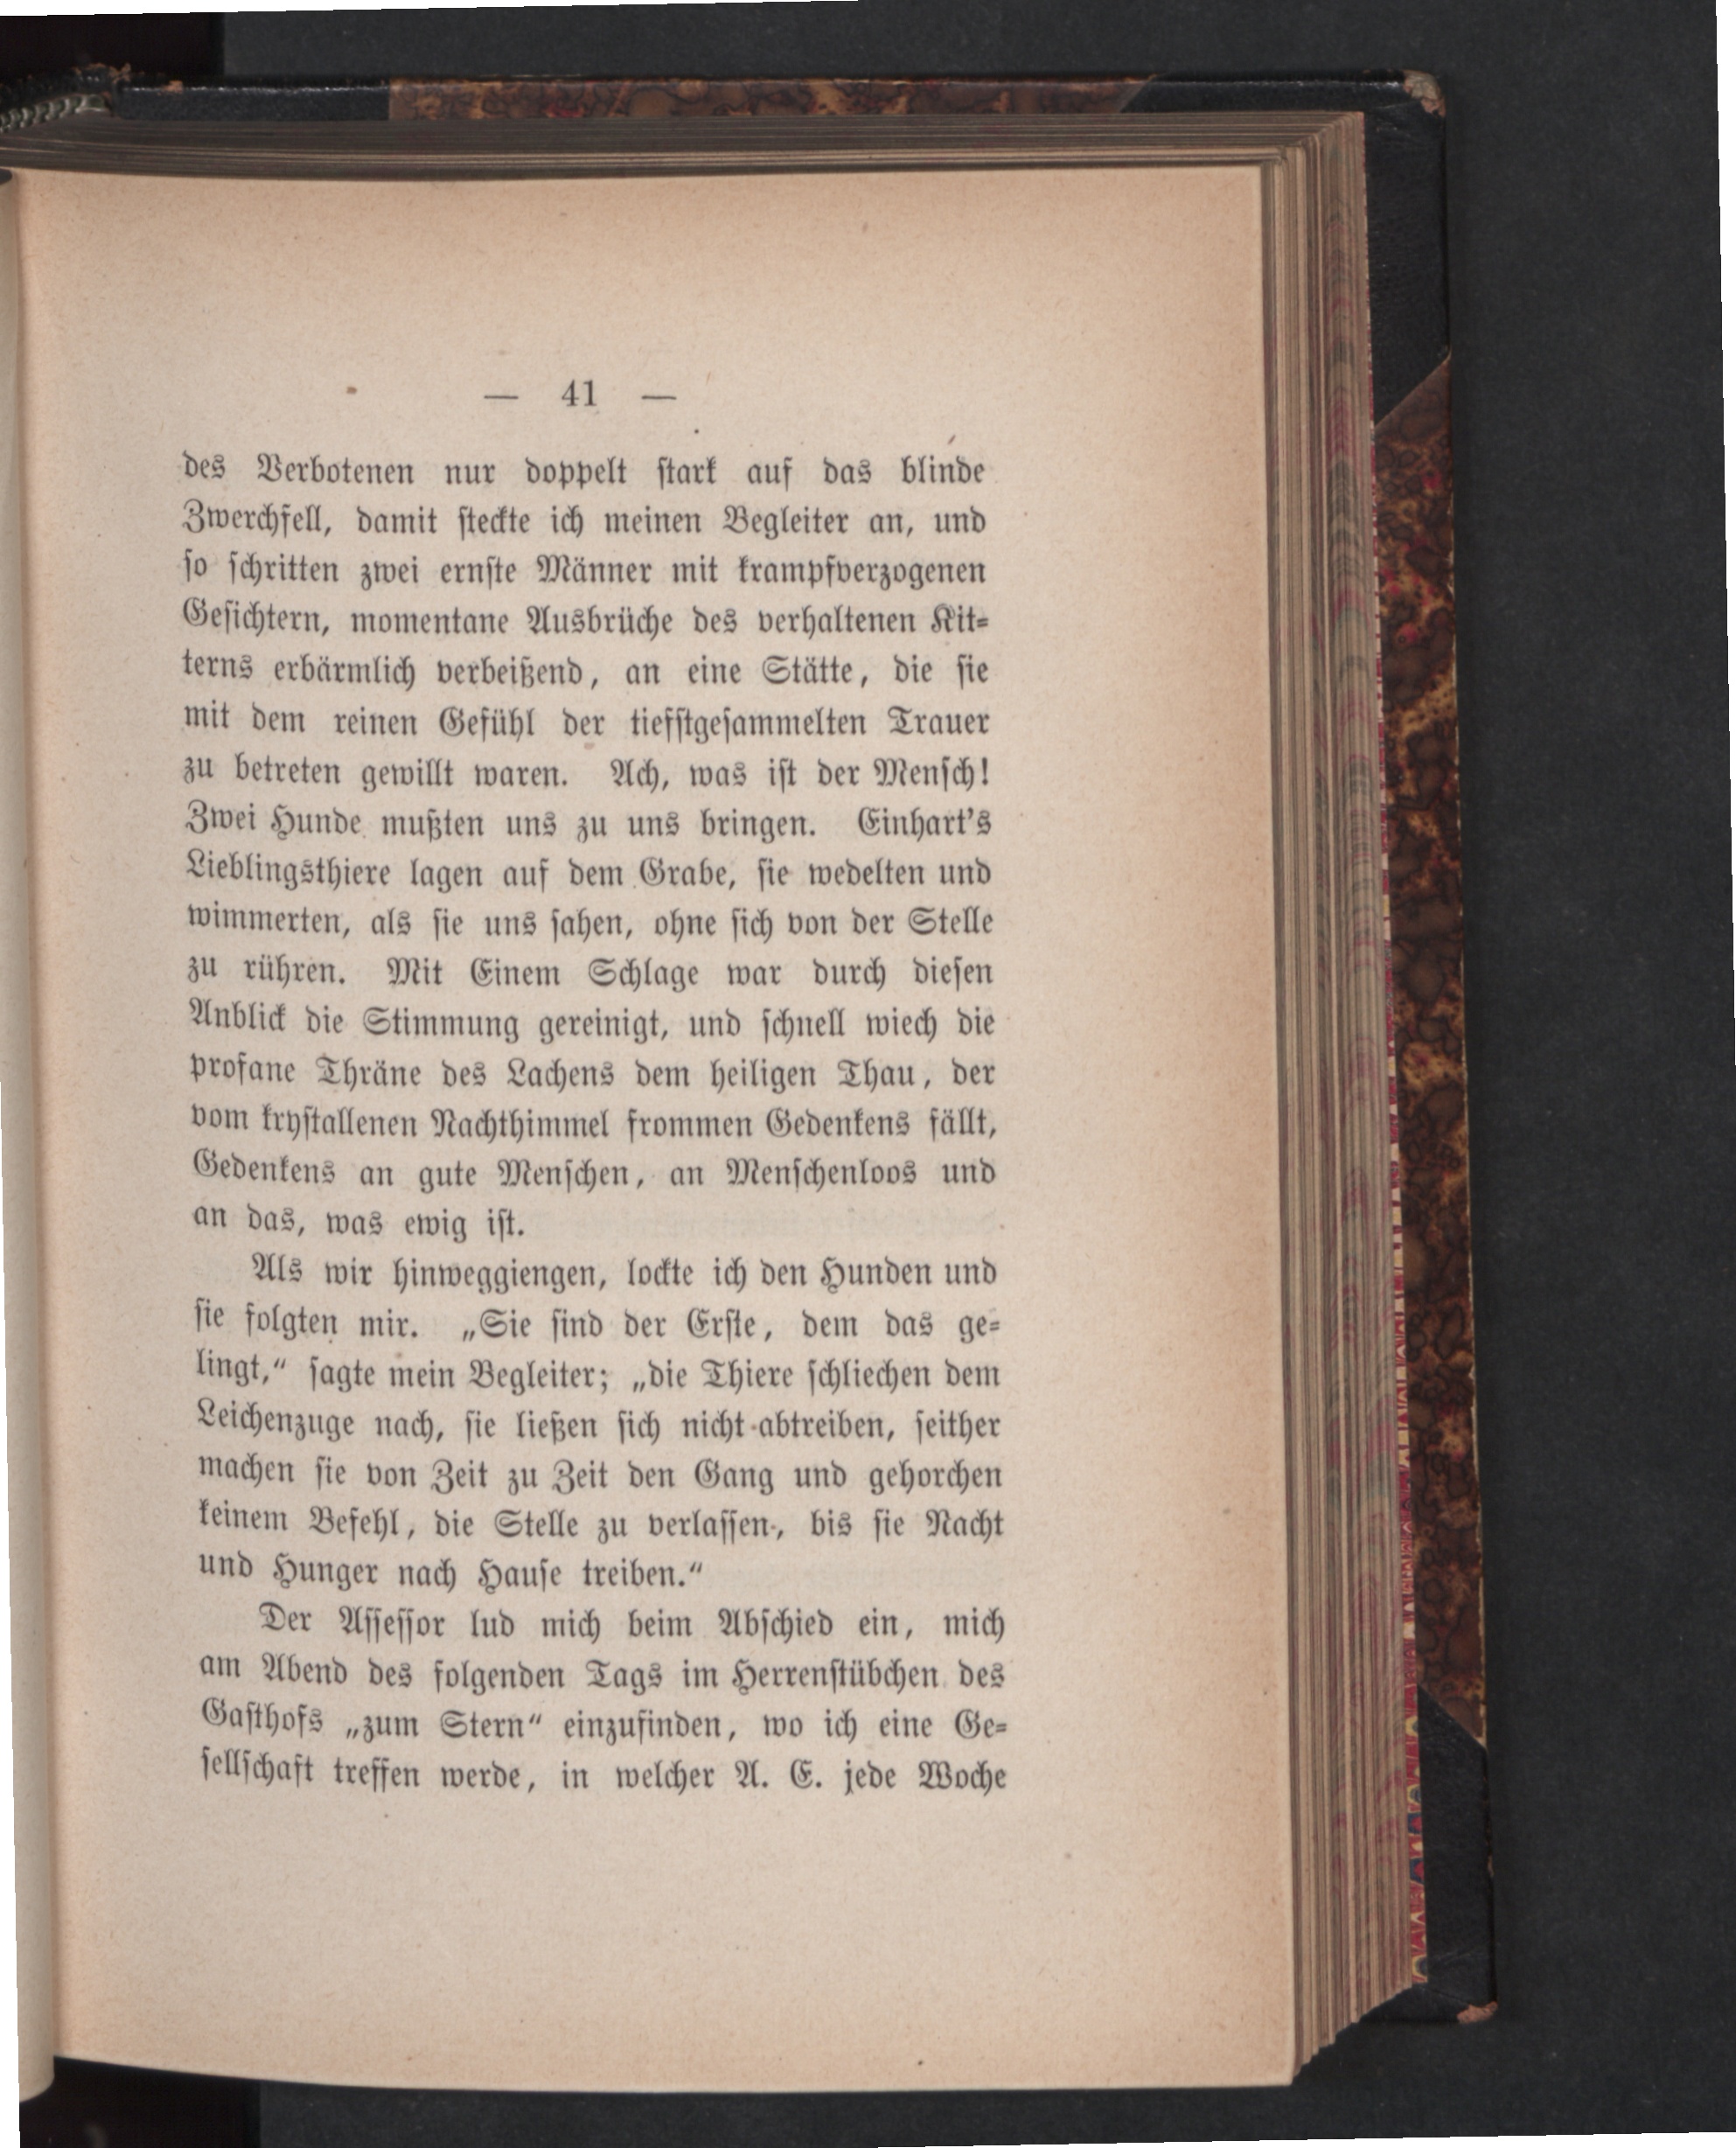 — 41 —
des Verbotenen nur doppelt stark auf das blinde
Zwerchfell, damit steckte ich meinen Begleiter an, und
so schritten zwei ernste Männer mit krampfverzogenen
Gesichtern, momentane Ausbrüche des verhaltenen Kit-
terns erbärmlich verbeißend, an eine Stätte, die sie
mit dem reinen Gefühl der tiefstgesammelten Trauer
zu betreten gewillt waren. Ach, was ist der Mensch!
Zwei Hunde mußten uns zu uns bringen. Einhart's
Lieblingsthiere lagen auf dem Grabe, sie wedelten und
wimmerten, als sie uns sahen, ohne sich von der Stelle
zu rühren. Mit Einem Schlage war durch diesen
Anblick die Stimmung gereinigt, und schnell wiech die
profane Thräne des Lachens dem heiligen Thau, der
vom krystallenen Nachthimmel frommen Gedenkens fällt,
Gedenkens an gute Menschen, an Menschenloos und
an das, was ewig ist.
Als wir hinweggiengen, lockte ich den Hunden und
sie folgten mir. „Sie sind der Erste, dem das ge-
lingt,“ sagte mein Begleiter; „die Thiere schliechen dem
Leichenzuge nach, sie ließen sich nicht abtreiben, seither
machen sie von Zeit zu Zeit den Gang und gehorchen
keinem Befehl, die Stelle zu verlassen, bis sie Nacht
und Hunger nach Hause treiben.“
Der Assessor lud mich beim Abschied ein, mich
am Abend des folgenden Tags im Herrenstübchen des
Gasthofs „zum Stern“ einzufinden, wo ich eine Ge-
sellschaft treffen werde, in welcher A. E. jede Woche